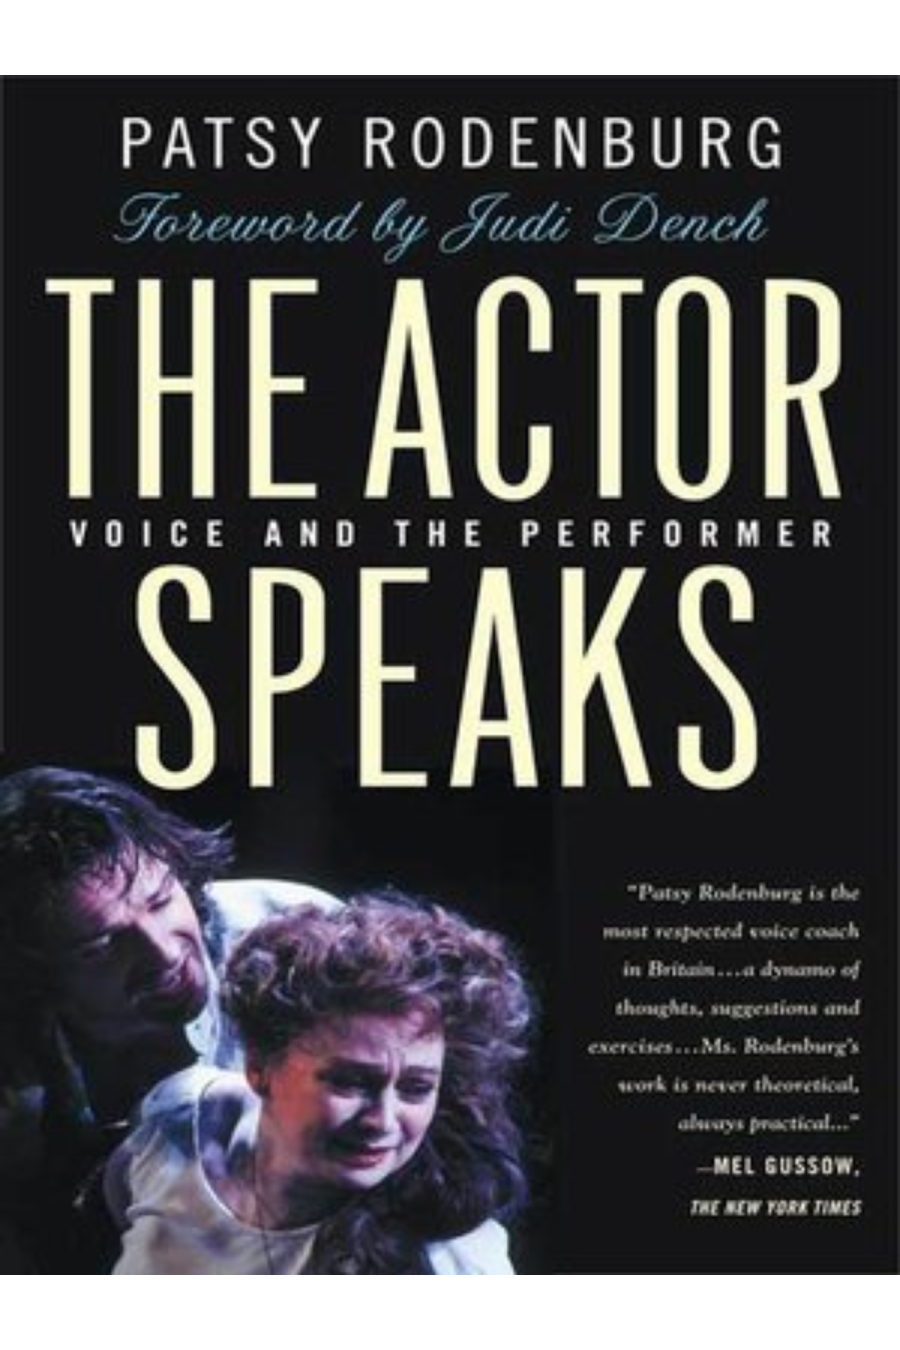 PATSY RODENBURG
Foreword by Judi Dench
THE ACTOR
VOICE AND THE PERFORMER
SPEAKS
"Patsy Rodenburg is the
most respected voice coach
in Britain...a dynamo of
thoughts, suggestions and
exercises...Ms. Rodenburg's
work is never theoretical,
always practical..."
—MEL GUSSOW,
THE NEW YORK TIMES